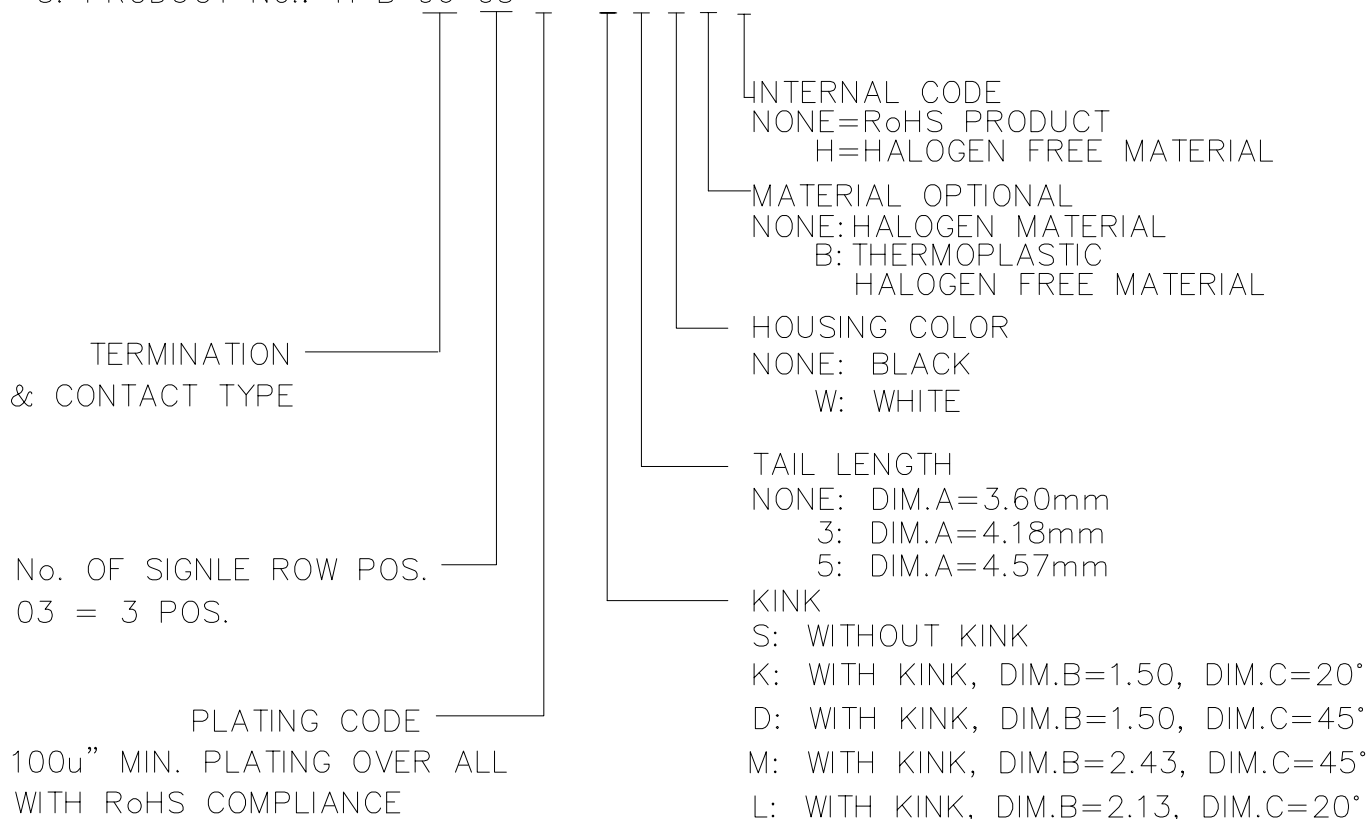 INTERNAL CODE
NONE=RoHS PRODUCT
H=HALOGEN FREE MATERIAL
MATERIAL OPTIONAL
NONE: HALOGEN MATERIAL
B: THERMOPLASTIC
HALOGEN FREE MATERIAL
HOUSING COLOR
NONE: BLACK
W: WHITE
TERMINATION
& CONTACT TYPE
TAIL LENGTH
NONE: DIM.A=3.60mm
3: DIM.A=4.18mm
5: DIM.A=4.57mm
No. OF SIGNLE ROW POS.
03 = 3 POS.
KINK
S: WITHOUT KINK
K: WITH KINK, DIM.B=1.50, DIM.C=20°
D: WITH KINK, DIM.B=1.50, DIM.C=45°
M: WITH KINK, DIM.B=2.43, DIM.C=45°
L: WITH KINK, DIM.B=2.13, DIM.C=20°
PLATING CODE
100u" MIN. PLATING OVER ALL
WITH RoHS COMPLIANCE